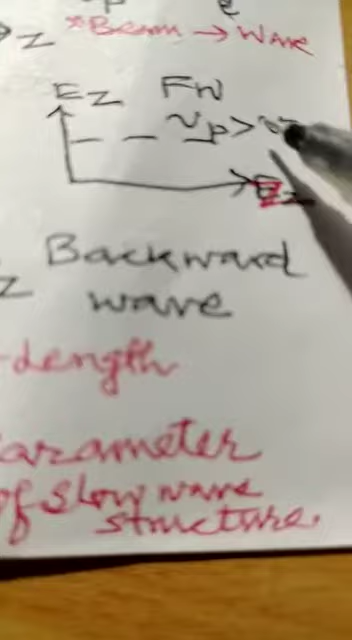 z *Beam → Wave
Ez FW
Vp >
z
Backward
z wave
-Length
arameter
of slow wave
structure.